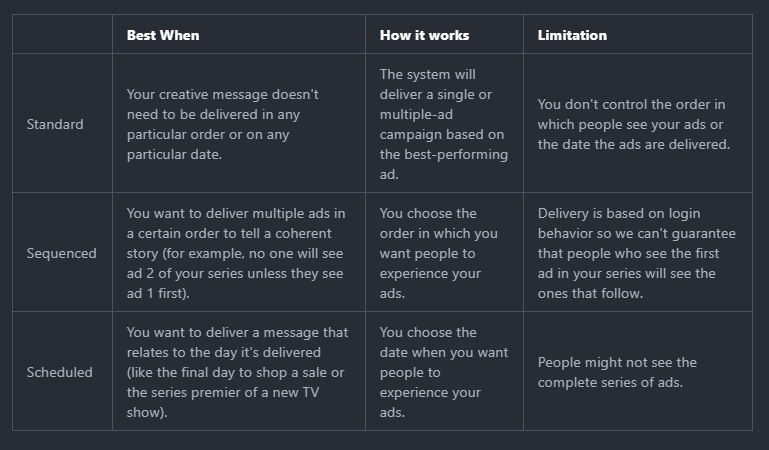 Best When
How it works
Limitation
Standard
Your creative message doesn't
need to be delivered in any
particular order or on any
particular date.
The system will
deliver a single or
multiple-ad
campaign based on
the best-performing
ad.
You don't control the order in
which people see your ads or
the date the ads are delivered.
Sequenced
You want to deliver multiple ads in
a certain order to tell a coherent
story (for example, no one will see
ad 2 of your series unless they see
ad 1 first).
You choose the
order in which you
want people to
experience your
ads.
Delivery is based on login
behavior so we can't guarantee
that people who see the first
ad in your series will see the
ones that follow.
Scheduled
You want to deliver a message that
relates to the day it's delivered
(like the final day to shop a sale or
the series premier of a new TV
show).
You choose the
date when you want
people to
experience your
ads.
People might not see the
complete series of ads.